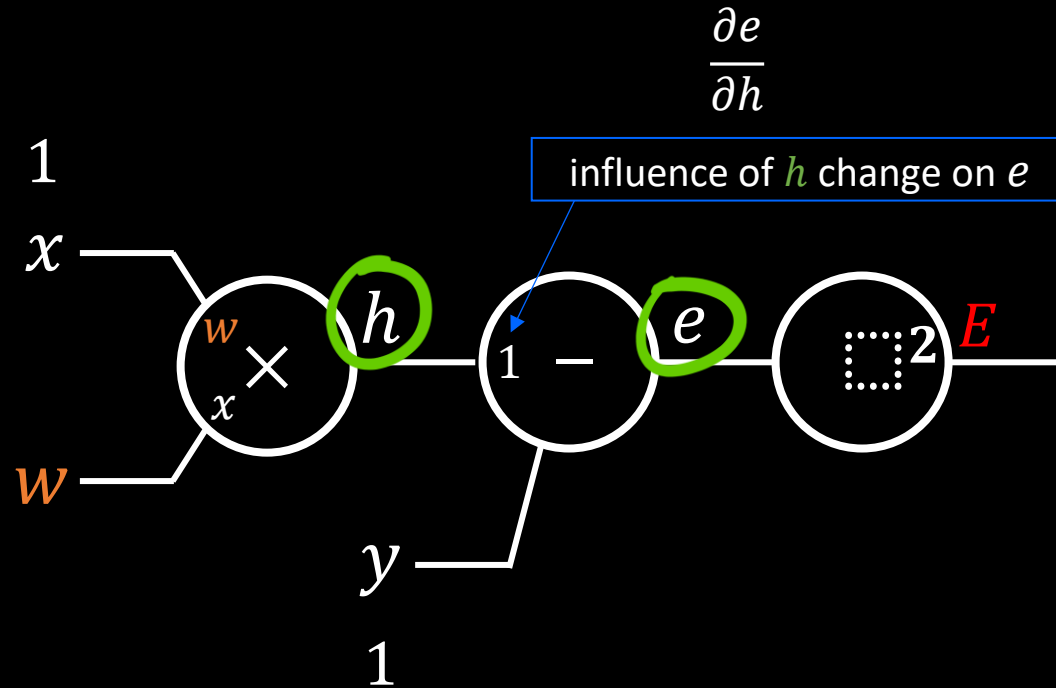 ∂e
∂h
influence of h change on e
1
x
w
×
x
w
h
1 −
e
2
E
y
1